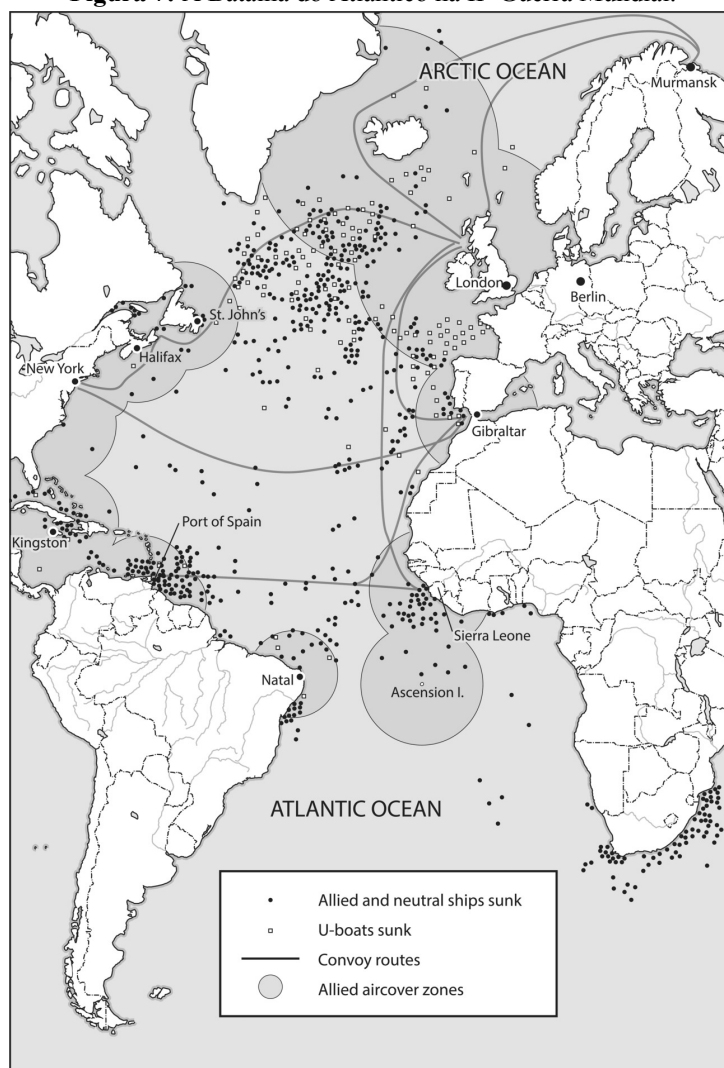 Figura 7: A Batalha do Atlântico na IIª Guerra Mundial.
ARCTIC OCEAN
Murmansk
London
Berlin
St. John's
Halifax
New York
Gibraltar
Port of Spain
Kingston
Sierra Leone
Natal
Ascension I.
ATLANTIC OCEAN
Allied and neutral ships sunk
U-boats sunk
Convoy routes
Allied aircover zones